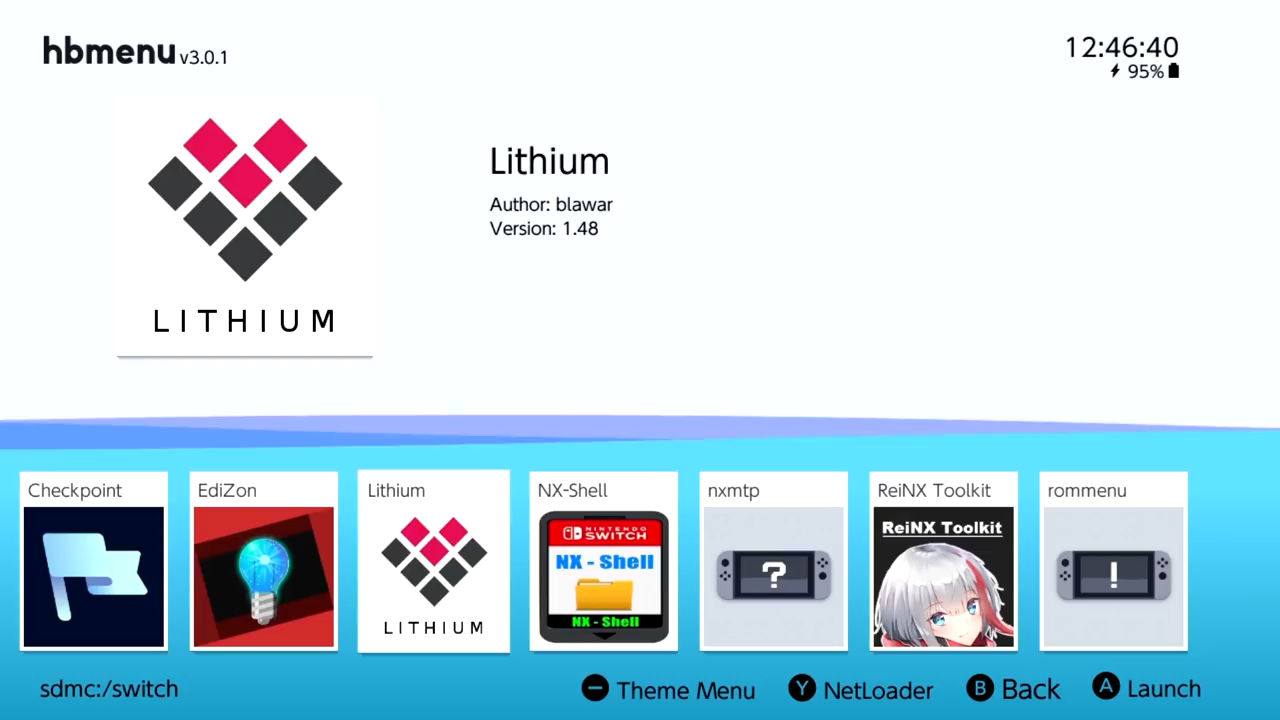 hbmenu v3.0.1
12:46:40
95%
LITHIUM
Lithium
Author: blawar
Version: 1.48
Checkpoint
EdiZon
Lithium
LITHIUM
NX-Shell
NINTENDO
SWITCH
NX - Shell
NX - Shell
nxmtp
?
ReiNX Toolkit
ReiNX Toolkit
rommenu
!
sdmc:/switch
− Theme Menu
Y NetLoader
B Back
A Launch